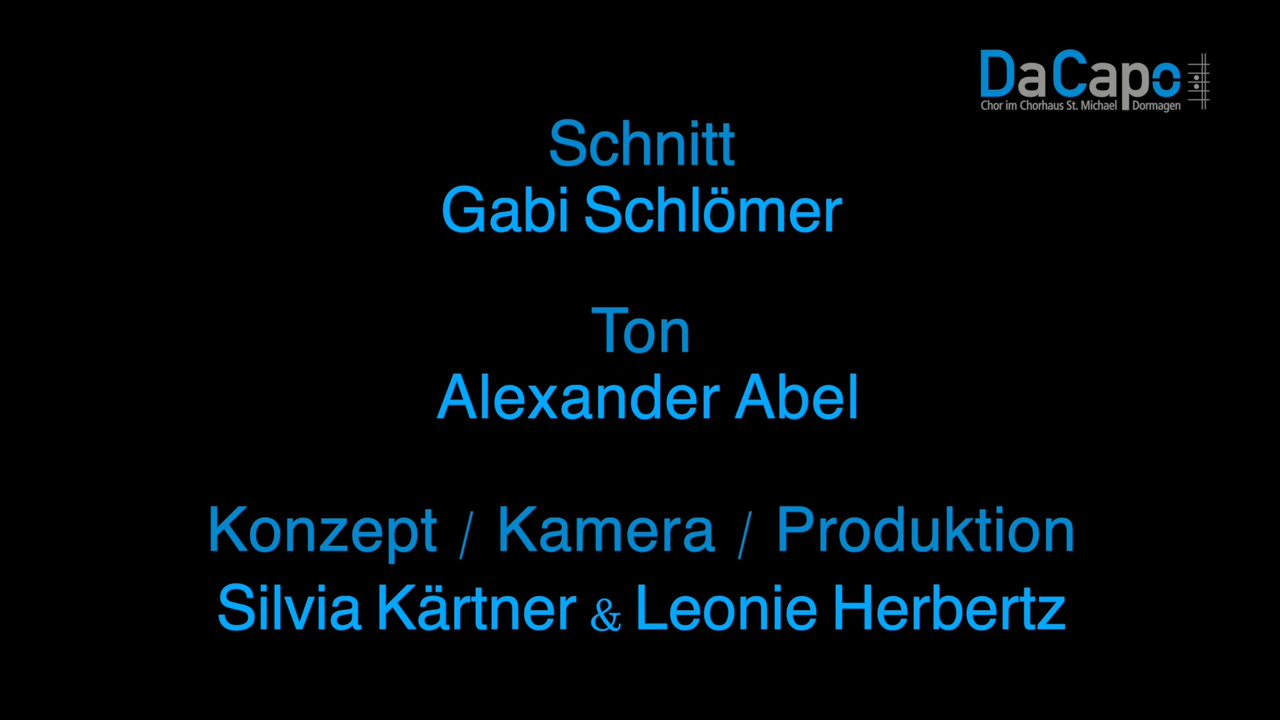 DaCapo
Chor im Chorhaus St. Michael Dormagen
Schnitt
Gabi Schlömer
Ton
Alexander Abel
Konzept / Kamera / Produktion
Silvia Kärtner & Leonie Herbertz